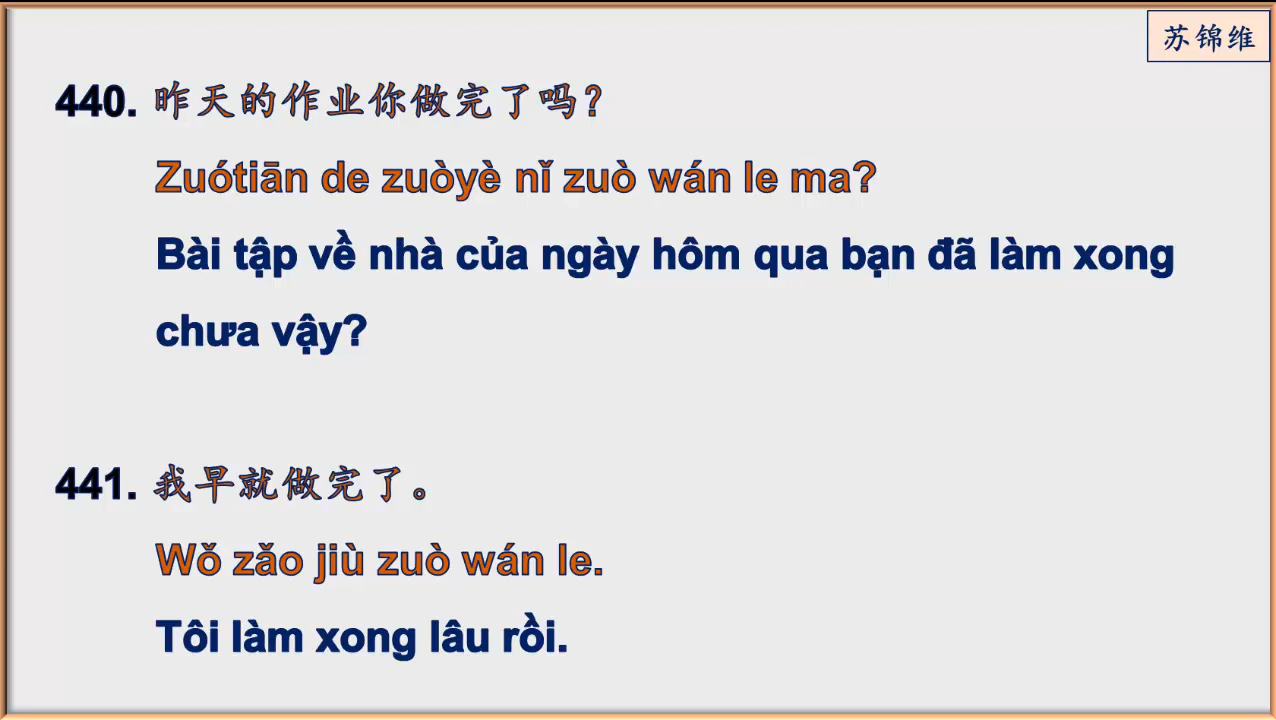 苏锦维
440. 昨天的作业你做完了吗？
Zuótiān de zuòyè nǐ zuò wán le ma?
Bài tập về nhà của ngày hôm qua bạn đã làm xong
chưa vậy?
441. 我早就做完了。
Wǒ zǎo jiù zuò wán le.
Tôi làm xong lâu rồi.